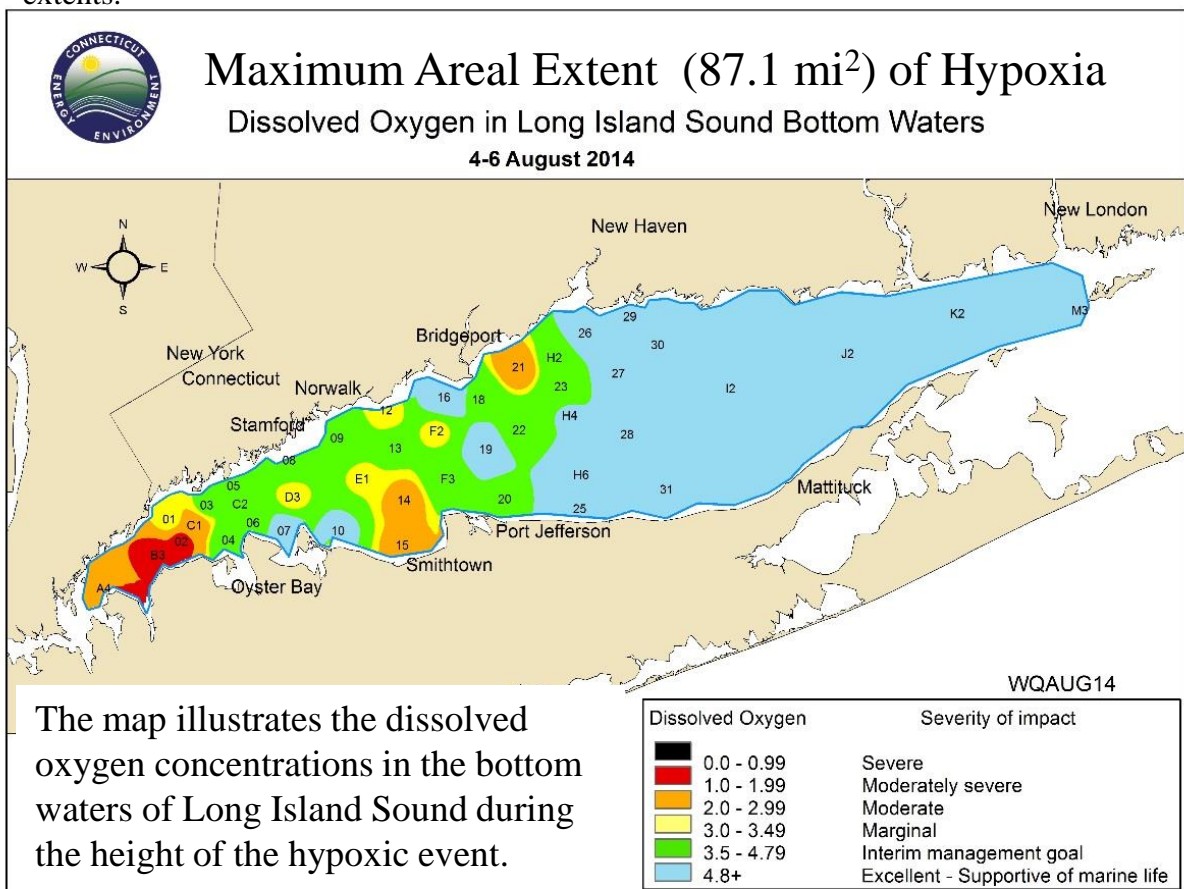 extents.
CONNECTICUT
ENERGY
ENVIRONMENT
Maximum Areal Extent (87.1 mi²) of Hypoxia
Dissolved Oxygen in Long Island Sound Bottom Waters
4-6 August 2014
New London
New Haven
N
W E
S
K2
M3
29
26
30
J2
Bridgeport
H2
21
27
23
I2
New York
Connecticut
Norwalk
16
18
12
H4
Stamford
F2
22
28
09
13
19
08
H6
E1
F3
31
Mattituck
05
D3
14
20
25
03
C2
01
C1
06
07
10
Port Jefferson
02
04
15
B3
Smithtown
A4
Oyster Bay
WQAUG14
The map illustrates the dissolved
oxygen concentrations in the bottom
waters of Long Island Sound during
the height of the hypoxic event.
Dissolved Oxygen Severity of impact
0.0 - 0.99 Severe
1.0 - 1.99 Moderately severe
2.0 - 2.99 Moderate
3.0 - 3.49 Marginal
3.5 - 4.79 Interim management goal
4.8+ Excellent - Supportive of marine life